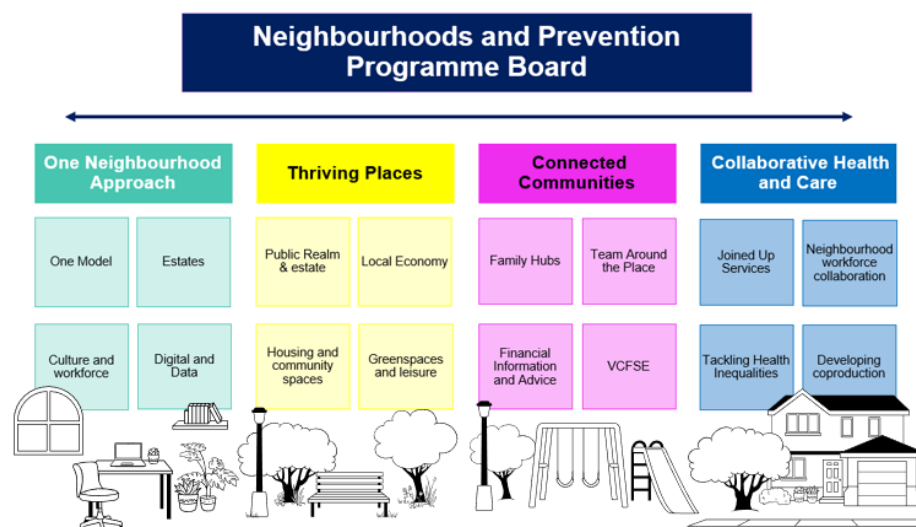 Neighbourhoods and Prevention
Programme Board
One Neighbourhood
Approach
Thriving Places
Connected
Communities
Collaborative Health
and Care
One Model
Estates
Public Realm
& estate
Local Economy
Family Hubs
Team Around
the Place
Joined Up
Services
Neighbourhood
workforce
collaboration
Culture and
workforce
Digital and
Data
Housing and
community
spaces
Greenspaces
and leisure
Financial
Information
and Advice
VCFSE
Tackling Health
Inequalities
Developing
coproduction